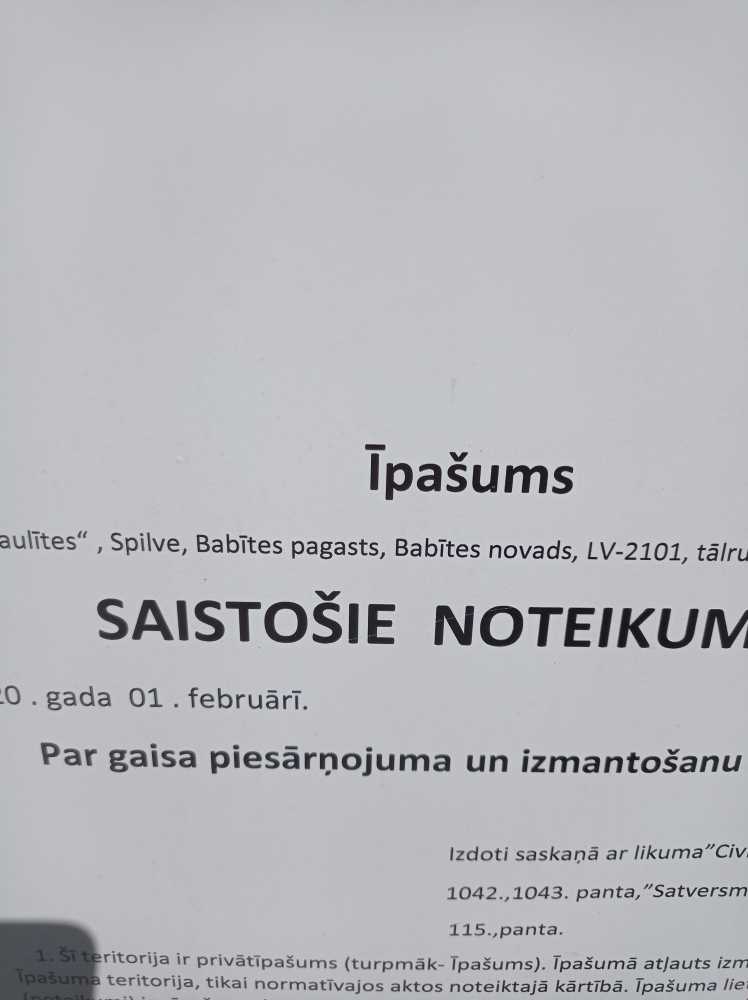 Īpašums
aulītes“ , Spilve, Babītes pagasts, Babītes novads, LV-2101, tālru
SAISTOŠIE NOTEIKUM
20 . gada 01 . februārī.
Par gaisa piesārņojuma un izmantošanu
Izdoti saskaņā ar likuma”Civ
1042.,1043. panta,”Satversm
115.,panta.
1. Šī teritorija ir privātīpašums (turpmāk- Īpašums). Īpašumā atļauts izm
Īpašuma teritorija, tikai normatīvajos aktos noteiktajā kārtībā. Īpašuma liet